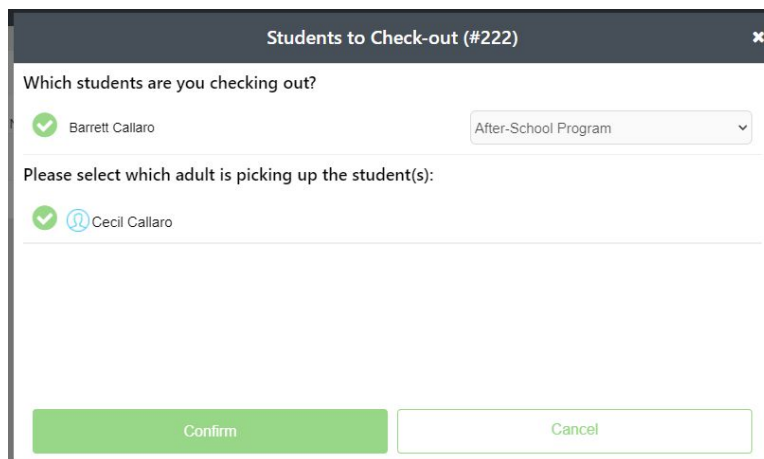 Students to Check-out (#222)
Which students are you checking out?
Barrett Callaro After-School Program
Please select which adult is picking up the student(s):
Cecil Callaro
Confirm Cancel